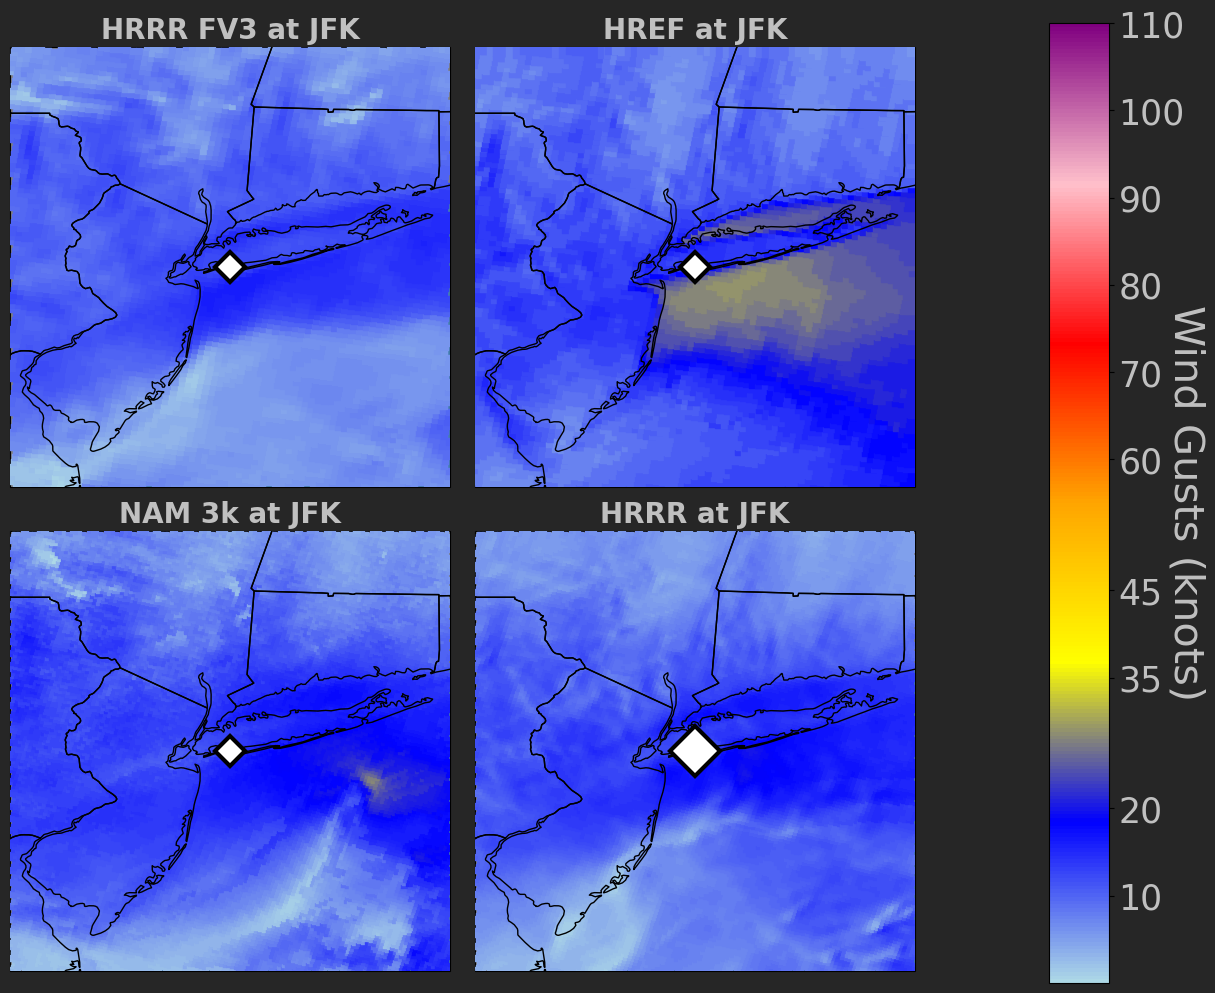 HRRR FV3 at JFK
HREF at JFK
NAM 3k at JFK
HRRR at JFK
110
100
90
80
70
60
45
35
20
10
Wind Gusts (knots)